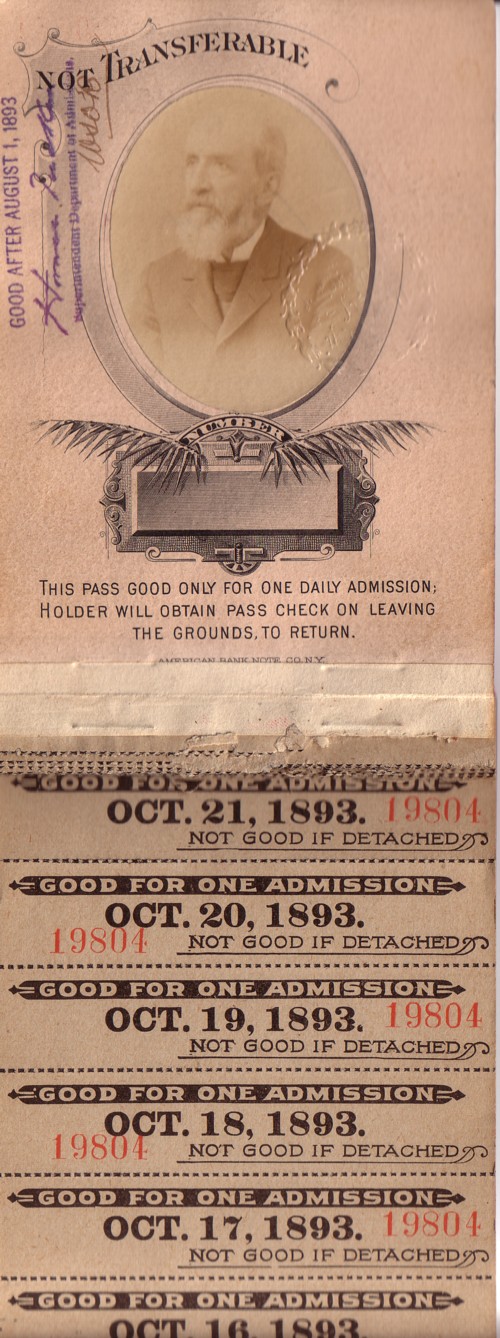 NOT TRANSFERABLE
GOOD AFTER AUGUST 1, 1893
Superintendent Department of Admissions.
NUMBER
THIS PASS GOOD ONLY FOR ONE DAILY ADMISSION;
HOLDER WILL OBTAIN PASS CHECK ON LEAVING
THE GROUNDS, TO RETURN.
AMERICAN BANK NOTE CO. N.Y.
GOOD FOR ONE ADMISSION
OCT. 21, 1893. 19804
NOT GOOD IF DETACHED
GOOD FOR ONE ADMISSION
OCT. 20, 1893.
19804 NOT GOOD IF DETACHED
GOOD FOR ONE ADMISSION
OCT. 19, 1893. 19804
NOT GOOD IF DETACHED
GOOD FOR ONE ADMISSION
OCT. 18, 1893.
19804 NOT GOOD IF DETACHED
GOOD FOR ONE ADMISSION
OCT. 17, 1893. 19804
NOT GOOD IF DETACHED
GOOD FOR ONE ADMISSION
OCT. 16, 1893